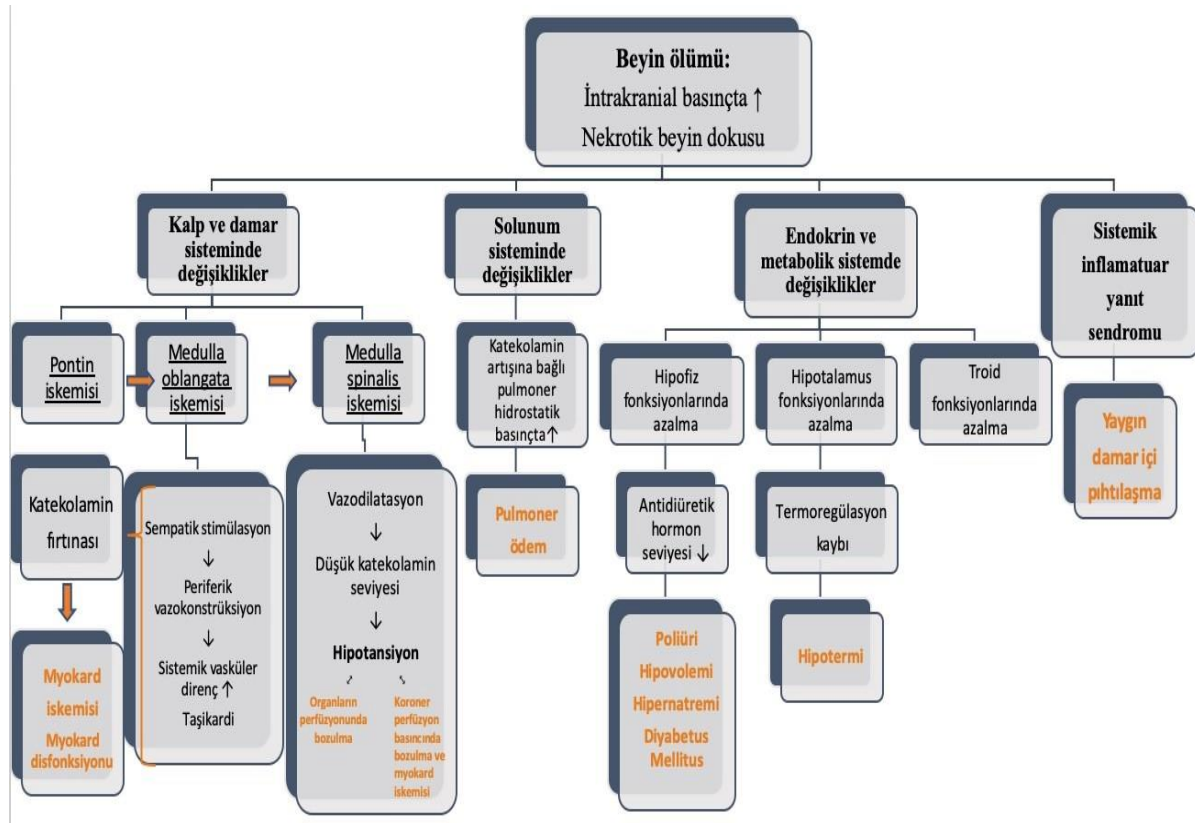 Beyin ölümü:
İntrakranial basınçta ↑
Nekrotik beyin dokusu
Kalp ve damar
sisteminde
değişiklikler
Solunum
sisteminde
değişiklikler
Endokrin ve
metabolik sistemde
değişiklikler
Sistemik
inflamatuar
yanıt
sendromu
Pontin
iskemisi
Medulla
oblangata
iskemisi
Medulla
spinalis
iskemisi
Katekolamin
artışına bağlı
pulmoner
hidrostatik
basınçta↑
Hipofiz
fonksiyonlarında
azalma
Hipotalamus
fonksiyonlarında
azalma
Troid
fonksiyonlarında
azalma
Yaygın
damar içi
pıhtılaşma
Katekolamin
fırtınası
Sempatik stimülasyon
↓
Periferik
vazokonstrüksiyon
↓
Sistemik vasküler
direnç ↑
Taşikardi
Vazodilatasyon
↓
Düşük katekolamin
seviyesi
↓
Hipotansiyon
Organların
perfüzyonunda
bozulma
Koroner
perfüzyon
basıncında
bozulma ve
myokard
iskemisi
Pulmoner
ödem
Antidiüretik
hormon
seviyesi ↓
Termoregülasyon
kaybı
Myokard
iskemisi
Myokard
disfonksiyonu
Poliüri
Hipovolemi
Hipernatremi
Diyabetus
Mellitus
Hipotermi